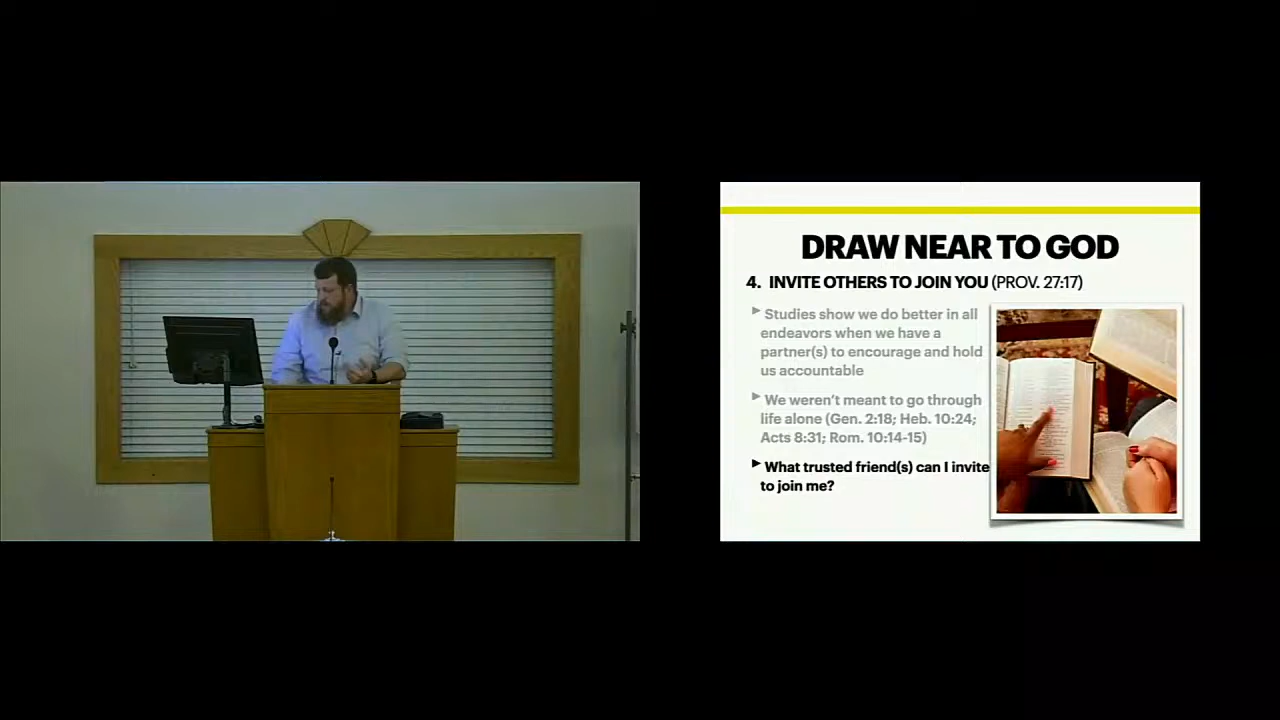 DRAW NEAR TO GOD
4. INVITE OTHERS TO JOIN YOU (PROV. 27:17)
Studies show we do better in all
endeavors when we have a
partner(s) to encourage and hold
us accountable
We weren't meant to go through
life alone (Gen. 2:18; Heb. 10:24;
Acts 8:31; Rom. 10:14-15)
What trusted friend(s) can I invite
to join me?